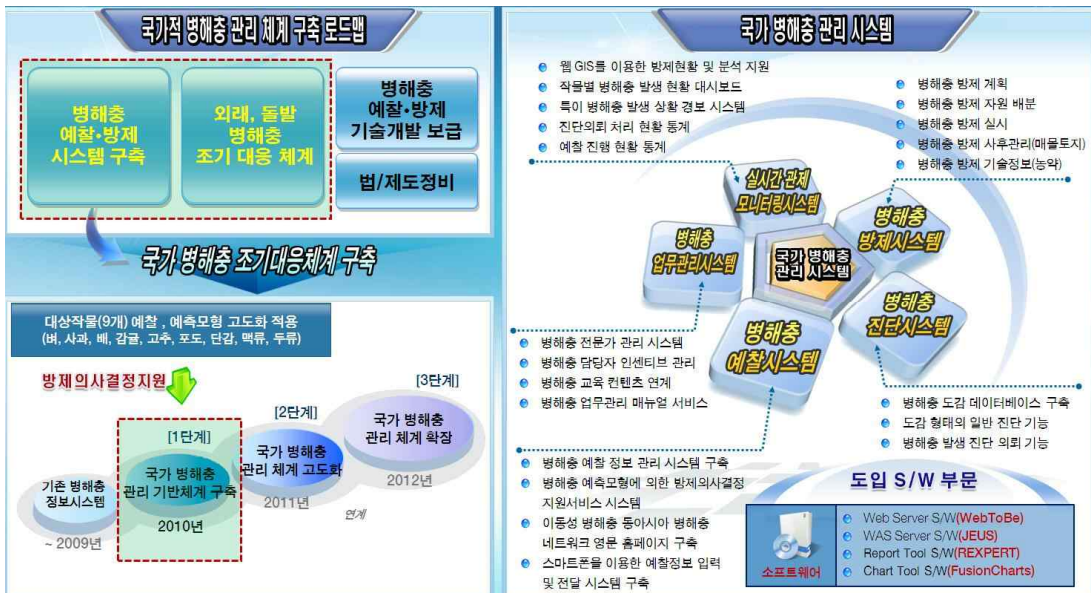 국가적 병해충 관리 체계 구축 로드맵
병해충
예찰•방제
시스템 구축
외래, 돌발
병해충
조기 대응 체계
병해충
예찰•방제
기술개발 보급
법/제도정비
국가 병해충 조기대응체계 구축
대상작물(9개) 예찰 , 예측모형 고도화 적용
(벼, 사과, 배, 감귤, 고추, 포도, 단감, 맥류, 두류)
방제의사결정지원
[1단계]
[2단계]
[3단계]
기존 병해충
정보시스템
~ 2009년
국가 병해충
관리 기반체계 구축
2010년
국가 병해충
관리 체계 고도화
2011년
국가 병해충
관리 체계 확장
2012년
연계
국가 병해충 관리 시스템
웹 GIS를 이용한 방제현황 및 분석 지원
작물별 병해충 발생 현황 대시보드
특이 병해충 발생 상황 경보 시스템
진단의뢰 처리 현황 통계
예찰 진행 현황 통계
병해충 방제 계획
병해충 방제 자원 배분
병해충 방제 실시
병해충 방제 사후관리(매몰토지)
병해충 방제 기술정보(농약)
실시간 관제
모니터링시스템
병해충
방제시스템
병해충
업무관리시스템
국가 병해충
관리 시스템
병해충
진단시스템
병해충
예찰시스템
병해충 전문가 관리 시스템
병해충 담당자 인센티브 관리
병해충 교육 컨텐츠 연계
병해충 업무관리 매뉴얼 서비스
병해충 도감 데이터베이스 구축
도감 형태의 일반 진단 기능
병해충 발생 진단 의뢰 기능
병해충 예찰 정보 관리 시스템 구축
병해충 예측모형에 의한 방제의사결정
지원서비스 시스템
이동성 병해충 동아시아 병해충
네트워크 영문 홈페이지 구축
스마트폰을 이용한 예찰정보 입력
및 전달 시스템 구축
도입 S/W 부문
소프트웨어
Web Server S/W(WebToBe)
WAS Server S/W(JEUS)
Report Tool S/W(REXPERT)
Chart Tool S/W(FusionCharts)